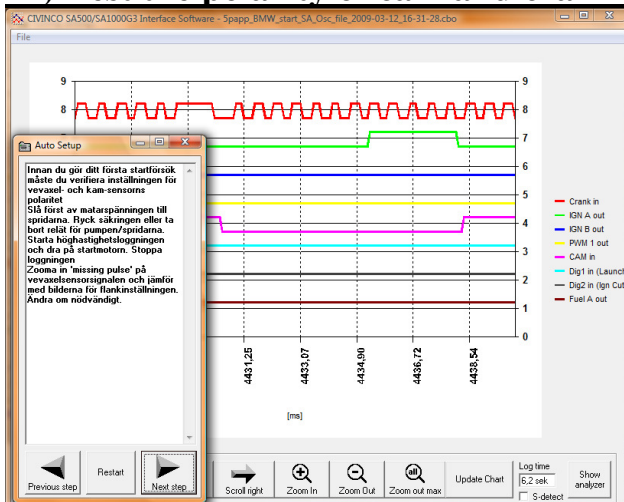 CIVINCO SA500/SA1000G3 Interface Software - 5papp_BMW_start_SA_Osc_file_2009-03-12_16-31-28.cbo
File
9
8
7
9
8
7
6
5
4
3
2
1
0
Crank in
IGN A out
IGN B out
PWM 1 out
CAM in
Dig1 in (Launch
Dig2 in (Ign Cut
Fuel A out
4431,25
4433,07
4434,90
4436,72
4438,54
[ms]
Auto Setup
Innan du gör ditt första startförsök
måste du verifiera inställningen för
vevaxel- och kam-sensorns
polaritet
Slå först av matarspänningen till
spridarna. Ryck säkringen eller ta
bort relät för pumpen/spridarna.
Starta höghastighetsloggningen
och dra på startmotorn. Stoppa
loggningen
Zooma in 'missing pulse' på
vevaxelsensorsignalen och jämför
med bilderna för flankinställningen.
Ändra om nödvändigt.
Previous step
Restart
Next step
Scroll right
Zoom In
Zoom Out
all
Zoom out max
Update Chart
Log time
6,2 sek
S-detect
Show
analyzer